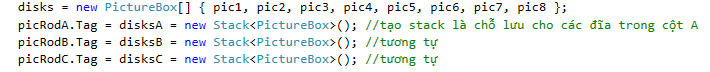 disks = new PictureBox[] { pic1, pic2, pic3, pic4, pic5, pic6, pic7, pic8 };
picRodA.Tag = disksA = new Stack<PictureBox>(); //tạo stack là chỗ lưu cho các đĩa trong cột A
picRodB.Tag = disksB = new Stack<PictureBox>(); //tương tự
picRodC.Tag = disksC = new Stack<PictureBox>(); //tương tự